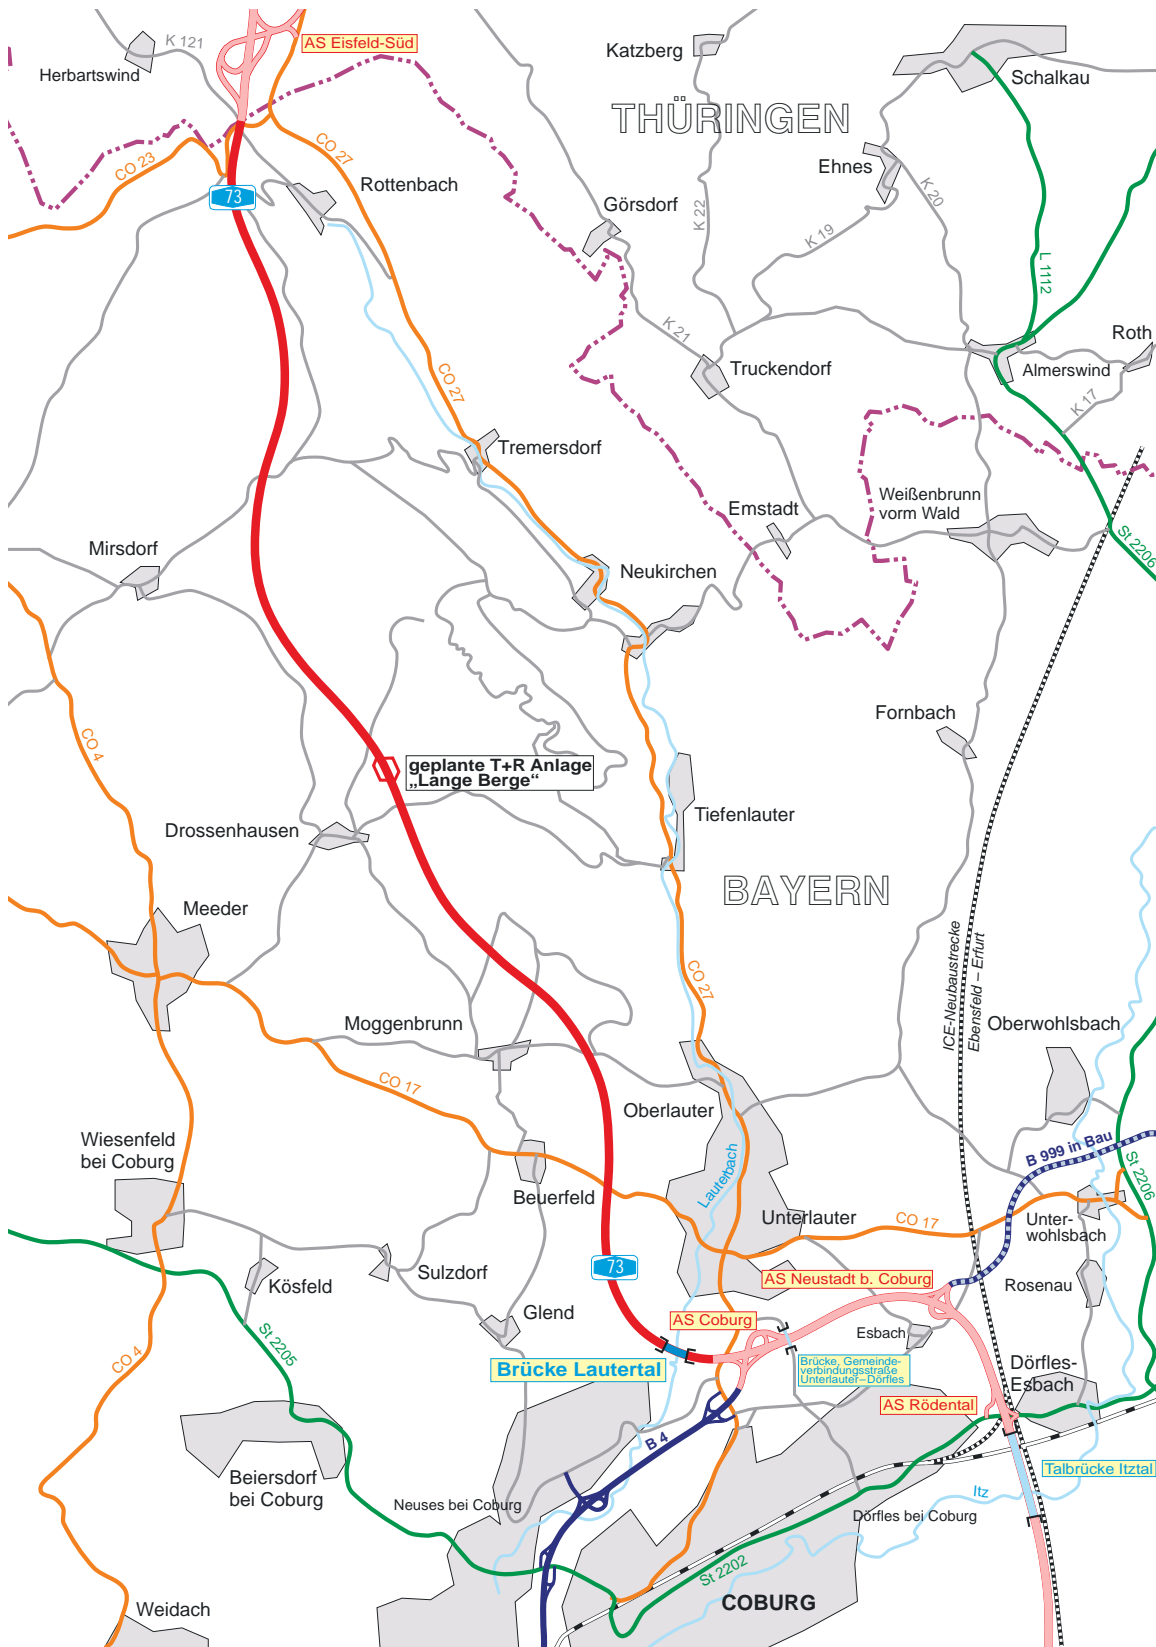 K 121
AS Eisfeld-Süd
Herbartswind
Katzberg
Schalkau
THÜRINGEN
CO 23
CO 27
Rottenbach
73
Ehnes
K 20
Görsdorf
K 22
K 19
L 1112
K 21
Roth
Truckendorf
Almerswind
CO 27
K 17
Tremersdorf
Weißenbrunn
vorm Wald
Emstadt
St 2206
Mirsdorf
Neukirchen
Fornbach
CO 4
geplante T+R Anlage
„Lange Berge“
Tiefenlauter
Drossenhausen
BAYERN
Meeder
CO 27
ICE-Neubaustrecke
Ebensfeld – Erfurt
Moggenbrunn
Oberwohlsbach
CO 17
Oberlauter
Wiesenfeld
bei Coburg
Lauterbach
B 999 in Bau
St 2206
Beuerfeld
Unterlauter
CO 17
Unter-
wohlsbach
73
Sulzdorf
Kösfeld
AS Neustadt b. Coburg
Rosenau
Glend
AS Coburg
Esbach
St 2205
CO 4
Brücke Lautertal
Brücke, Gemeinde-
verbindungsstraße
Unterlauter–Dörfles
Dörfles-
Esbach
AS Rödental
B 4
Talbrücke Itztal
Beiersdorf
bei Coburg
Neuses bei Coburg
Itz
Dörfles bei Coburg
St 2202
COBURG
Weidach